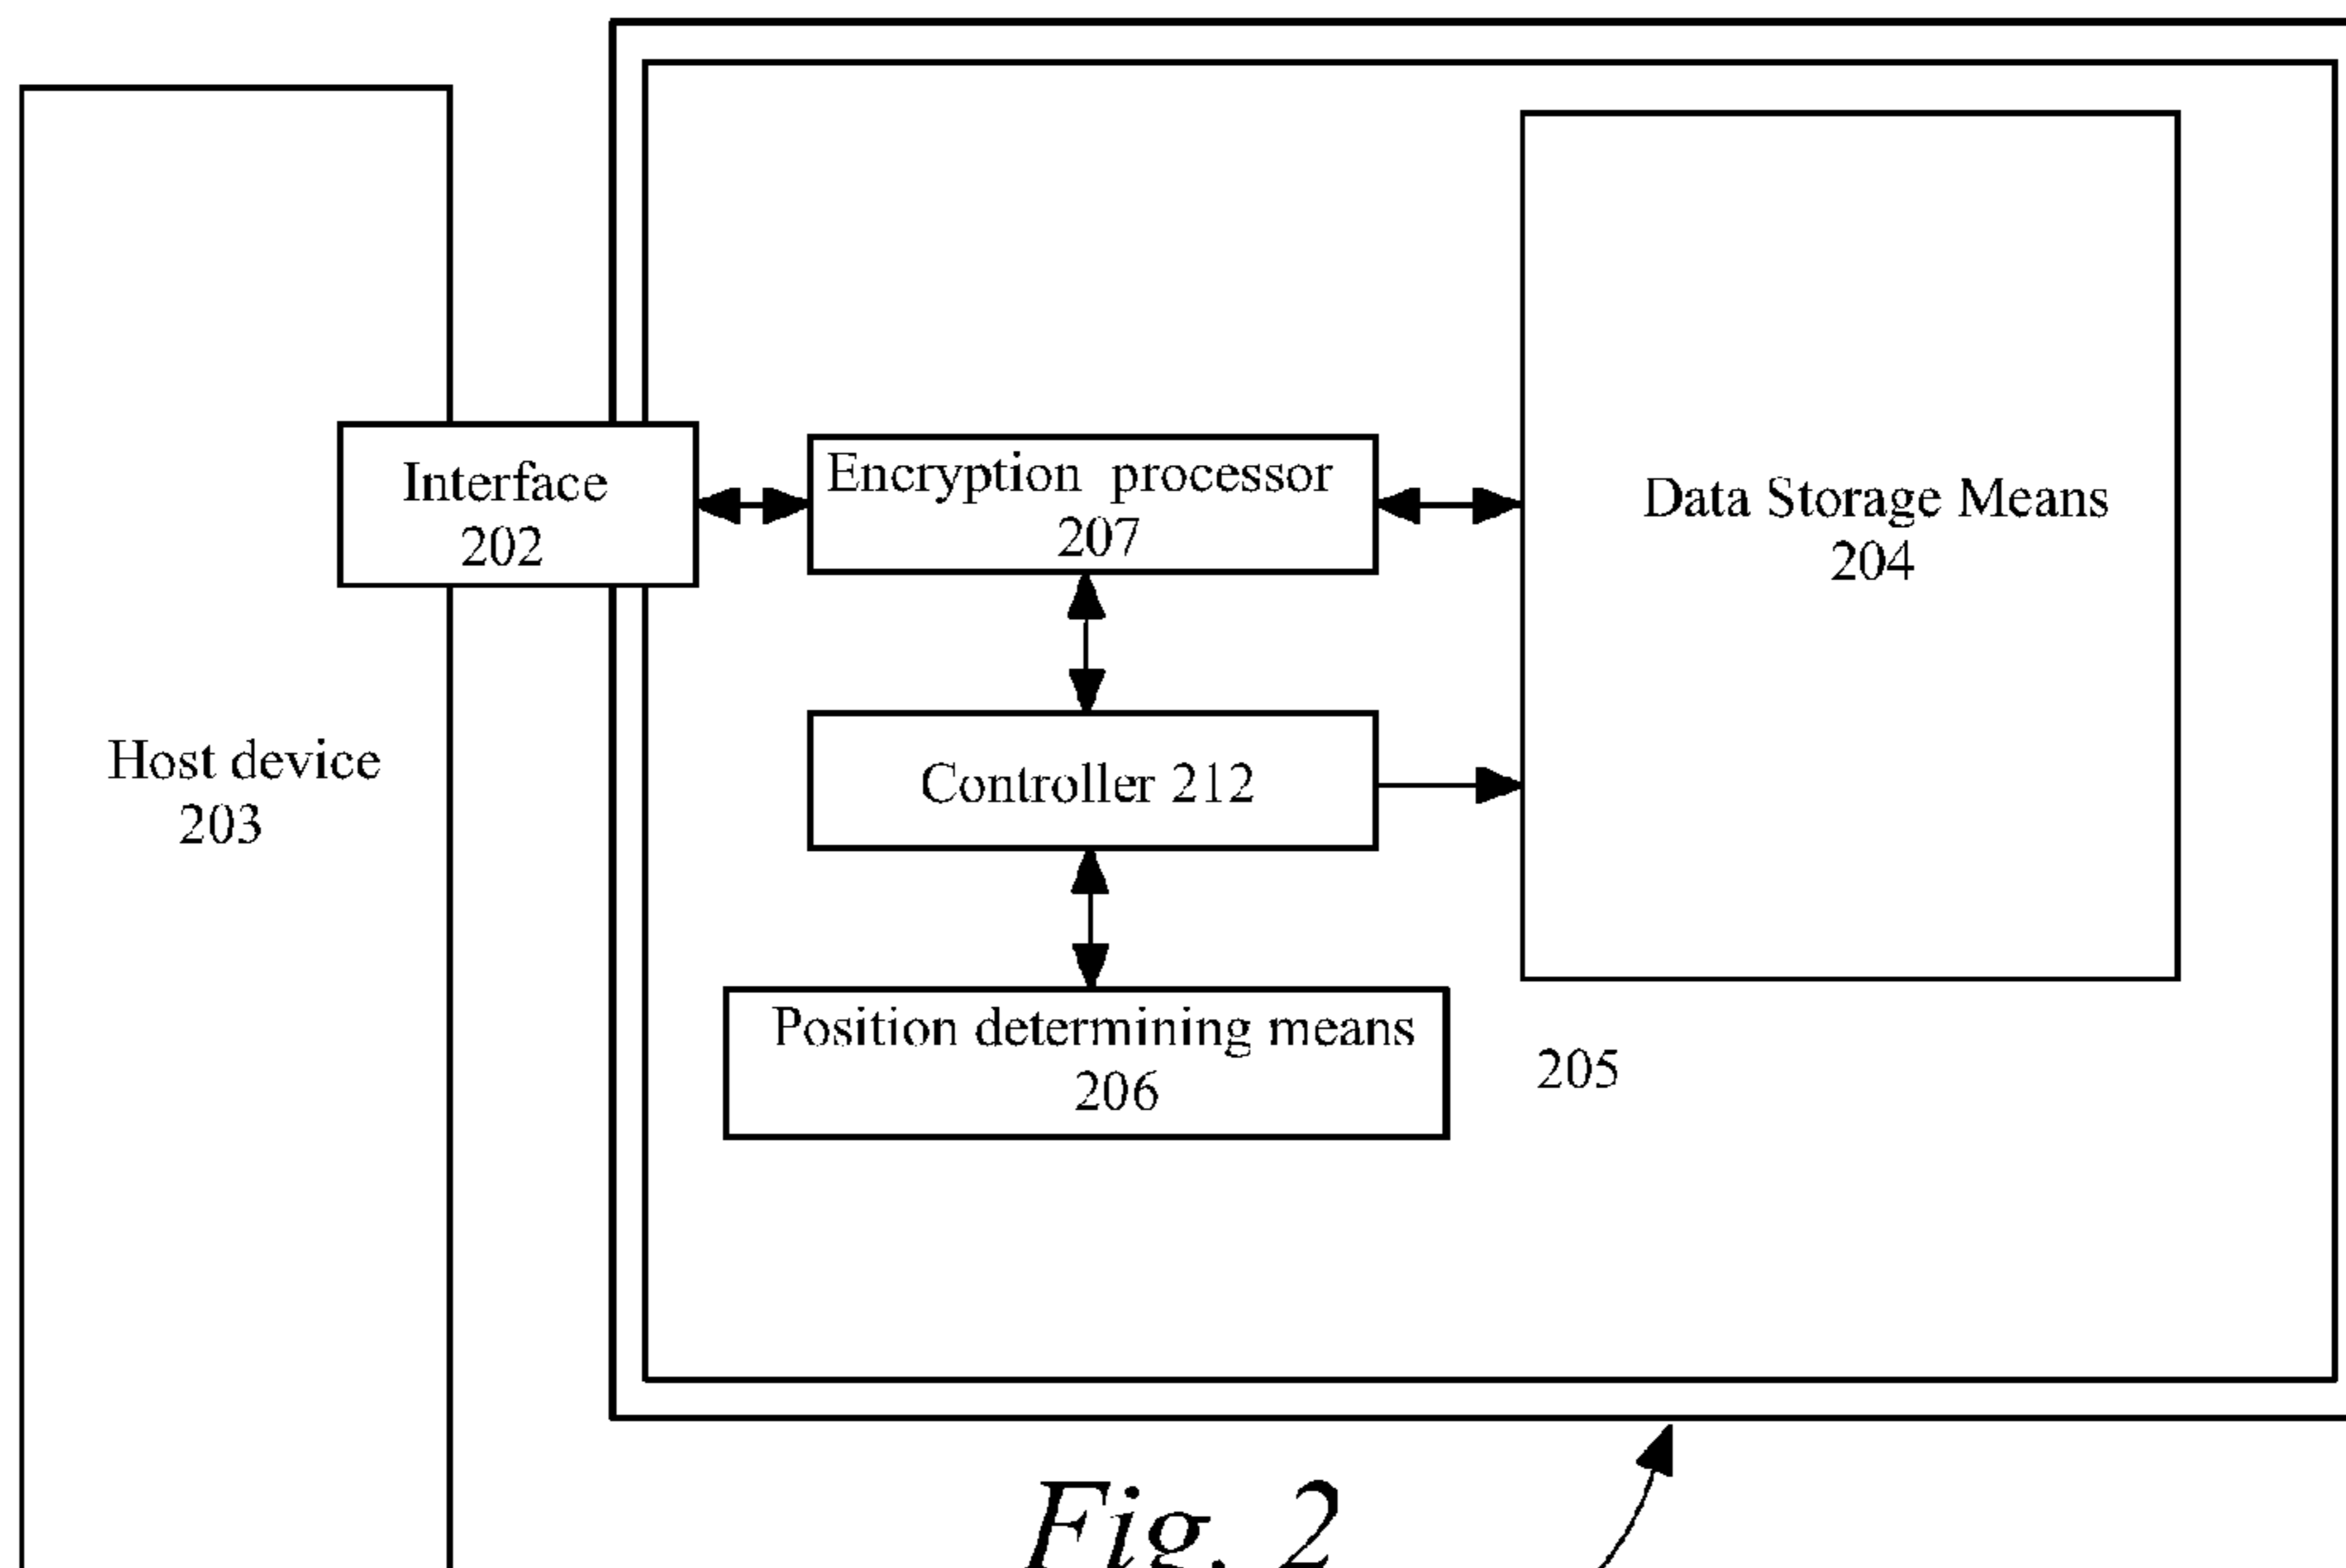 Interface
202
Encryption processor
207
Data Storage Means
204
Host device
203
Controller 212
Position determining means
206
205
Fig. 2